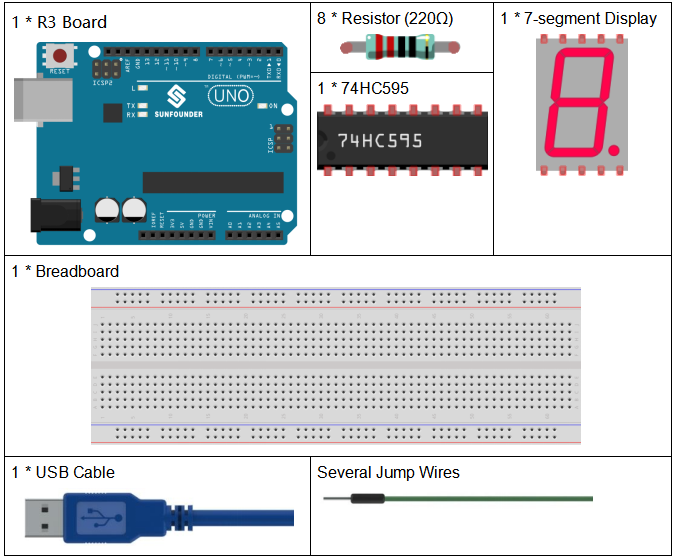 1 * R3 Board
8 * Resistor (220Ω)
1 * 7-segment Display
1 * 74HC595
74HC595
RESET
ICSP2
AREF
GND
13
12
~11
~10
~9
8
7
~6
~5
4
~3
2
TXD▶1
RXD◀0
DIGITAL (PWM=~)
L
TX
RX
SUNFOUNDER
UNO
ON
ICSP
1
POWER
ANALOG IN
IOREF
RESET
3V3
5V
GND
GND
VIN
A0
A1
A2
A3
A4
A5
1 * Breadboard
1 * USB Cable
Several Jump Wires